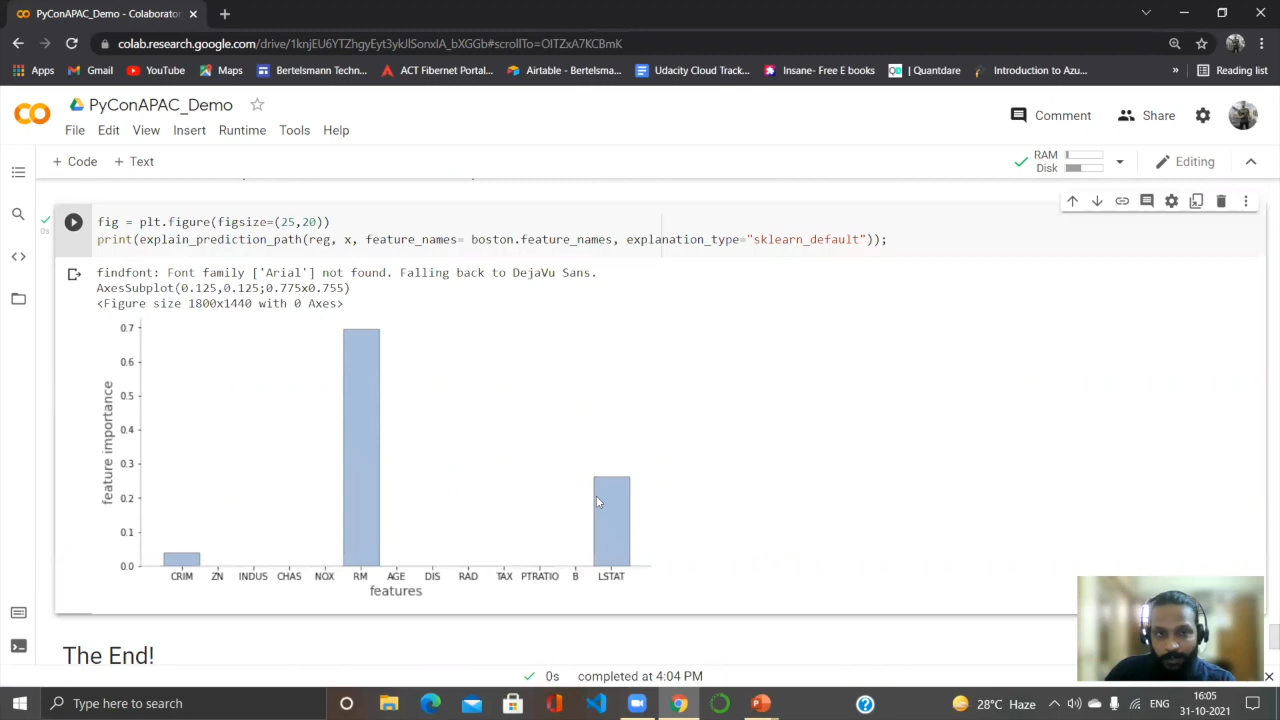 PyConAPAC_Demo - Colaborator
colab.research.google.com/drive/1knjEU6YTZhgyEyt3ykJlSonxIA_bXGGb#scrollTo=OITZxA7KCBmK
Apps Gmail YouTube Maps Bertelsmann Techn... ACT Fibernet Portal... Airtable - Bertelsma... Udacity Cloud Track... Insane- Free E books QD | Quantdare Introduction to Azu... » Reading list
PyConAPAC_Demo
Comment Share
File Edit View Insert Runtime Tools Help
+ Code + Text
RAM
Disk
Editing
fig = plt.figure(figsize=(25,20))
0s
print(explain_prediction_path(reg, x, feature_names= boston.feature_names, explanation_type="sklearn_default"));
findfont: Font family ['Arial'] not found. Falling back to DejaVu Sans.
AxesSubplot(0.125,0.125;0.775x0.755)
<Figure size 1800x1440 with 0 Axes>
0.7
0.6
0.5
0.4
0.3
0.2
0.1
0.0
feature importance
CRIM ZN INDUS CHAS NOX RM AGE DIS RAD TAX PTRATIO B LSTAT
features
The End!
0s completed at 4:04 PM
Type here to search
28°C Haze
ENG
16:05
31-10-2021